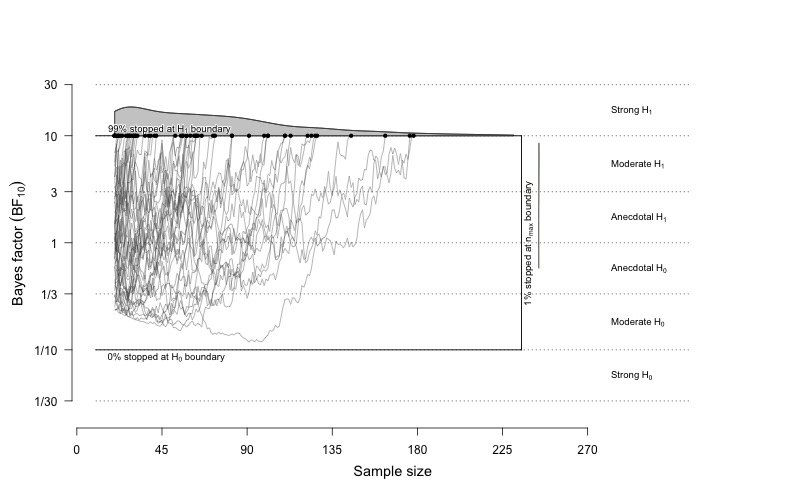 30
Strong H₁
99% stopped at H₁ boundary
10
Moderate H₁
3
Anecdotal H₁
1
Anecdotal H₀
1/3
Moderate H₀
1/10
0% stopped at H₀ boundary
Strong H₀
1/30
Bayes factor (BF₁₀)
1% stopped at nₘₐₓ boundary
0 45 90 135 180 225 270
Sample size